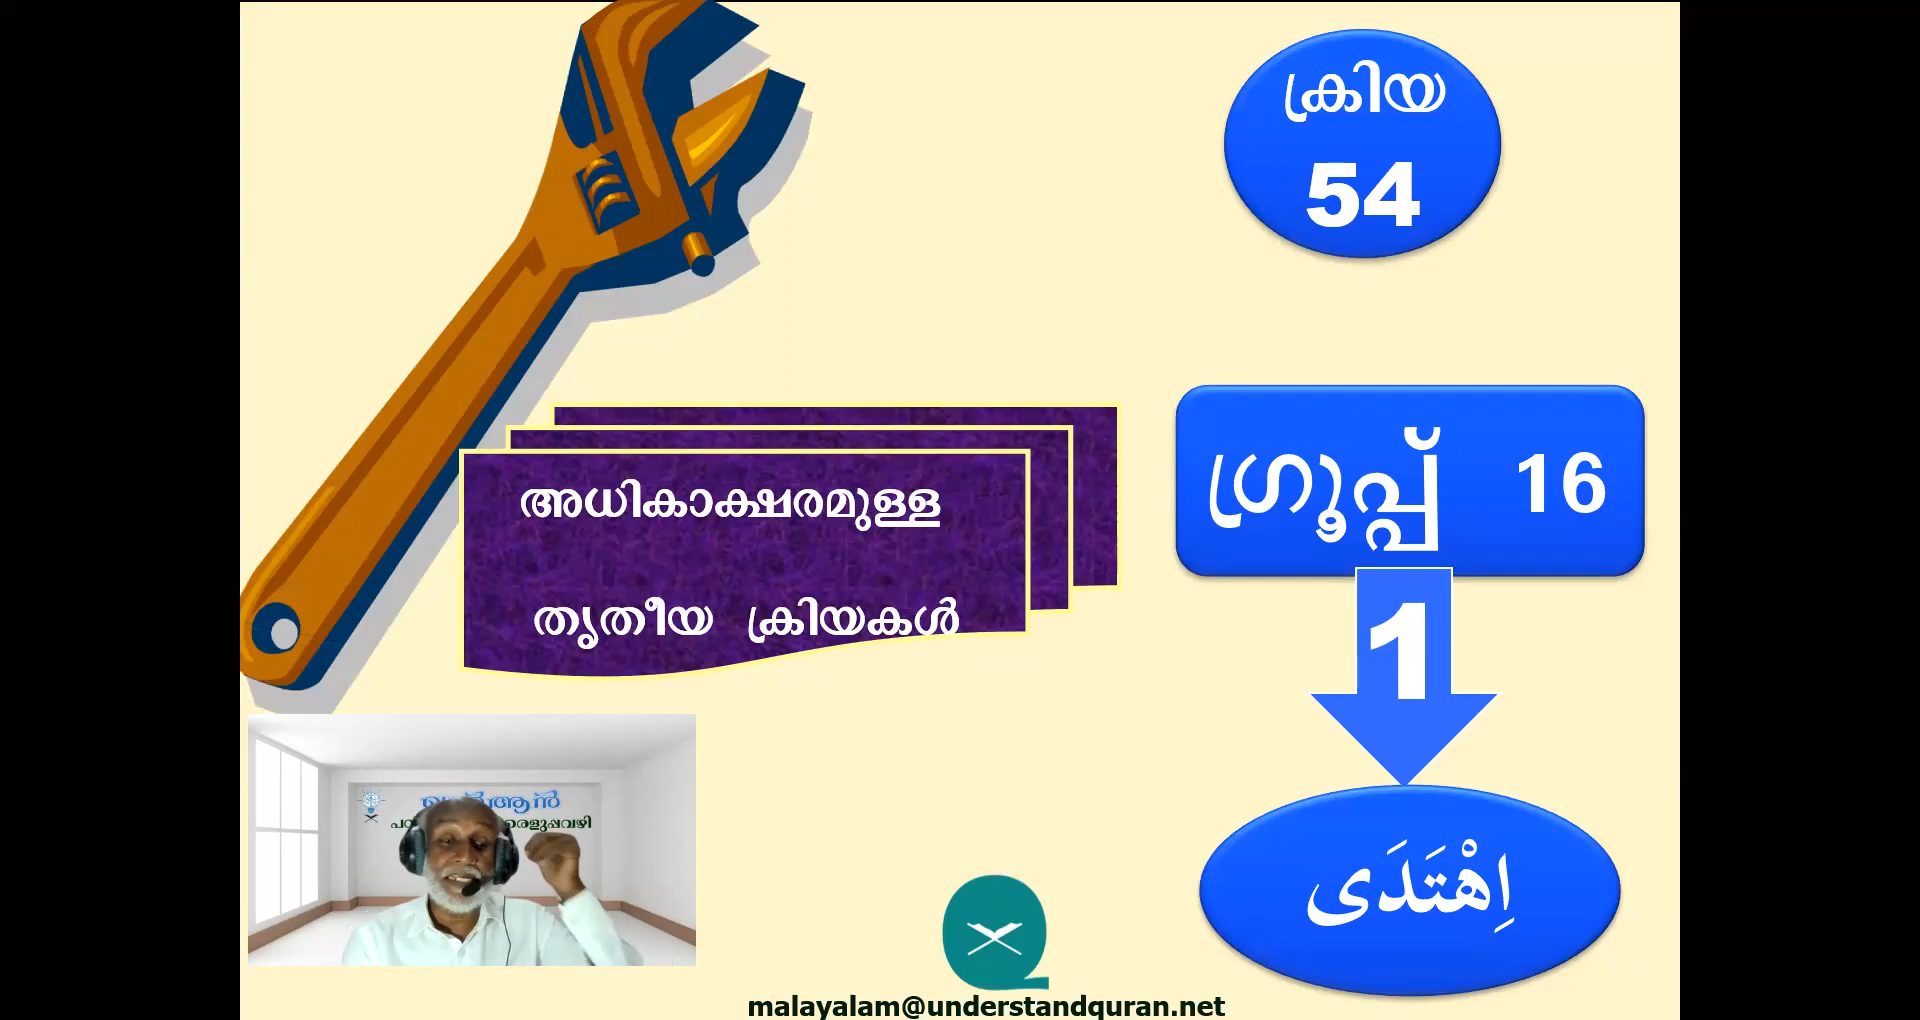 ക്രിയ
54
ഗ്രൂപ്പ് 16
അധികാക്ഷരമുള്ള
തൃതീയ ക്രിയകൾ
1
اِهْتَدَى
malayalam@understandquran.net